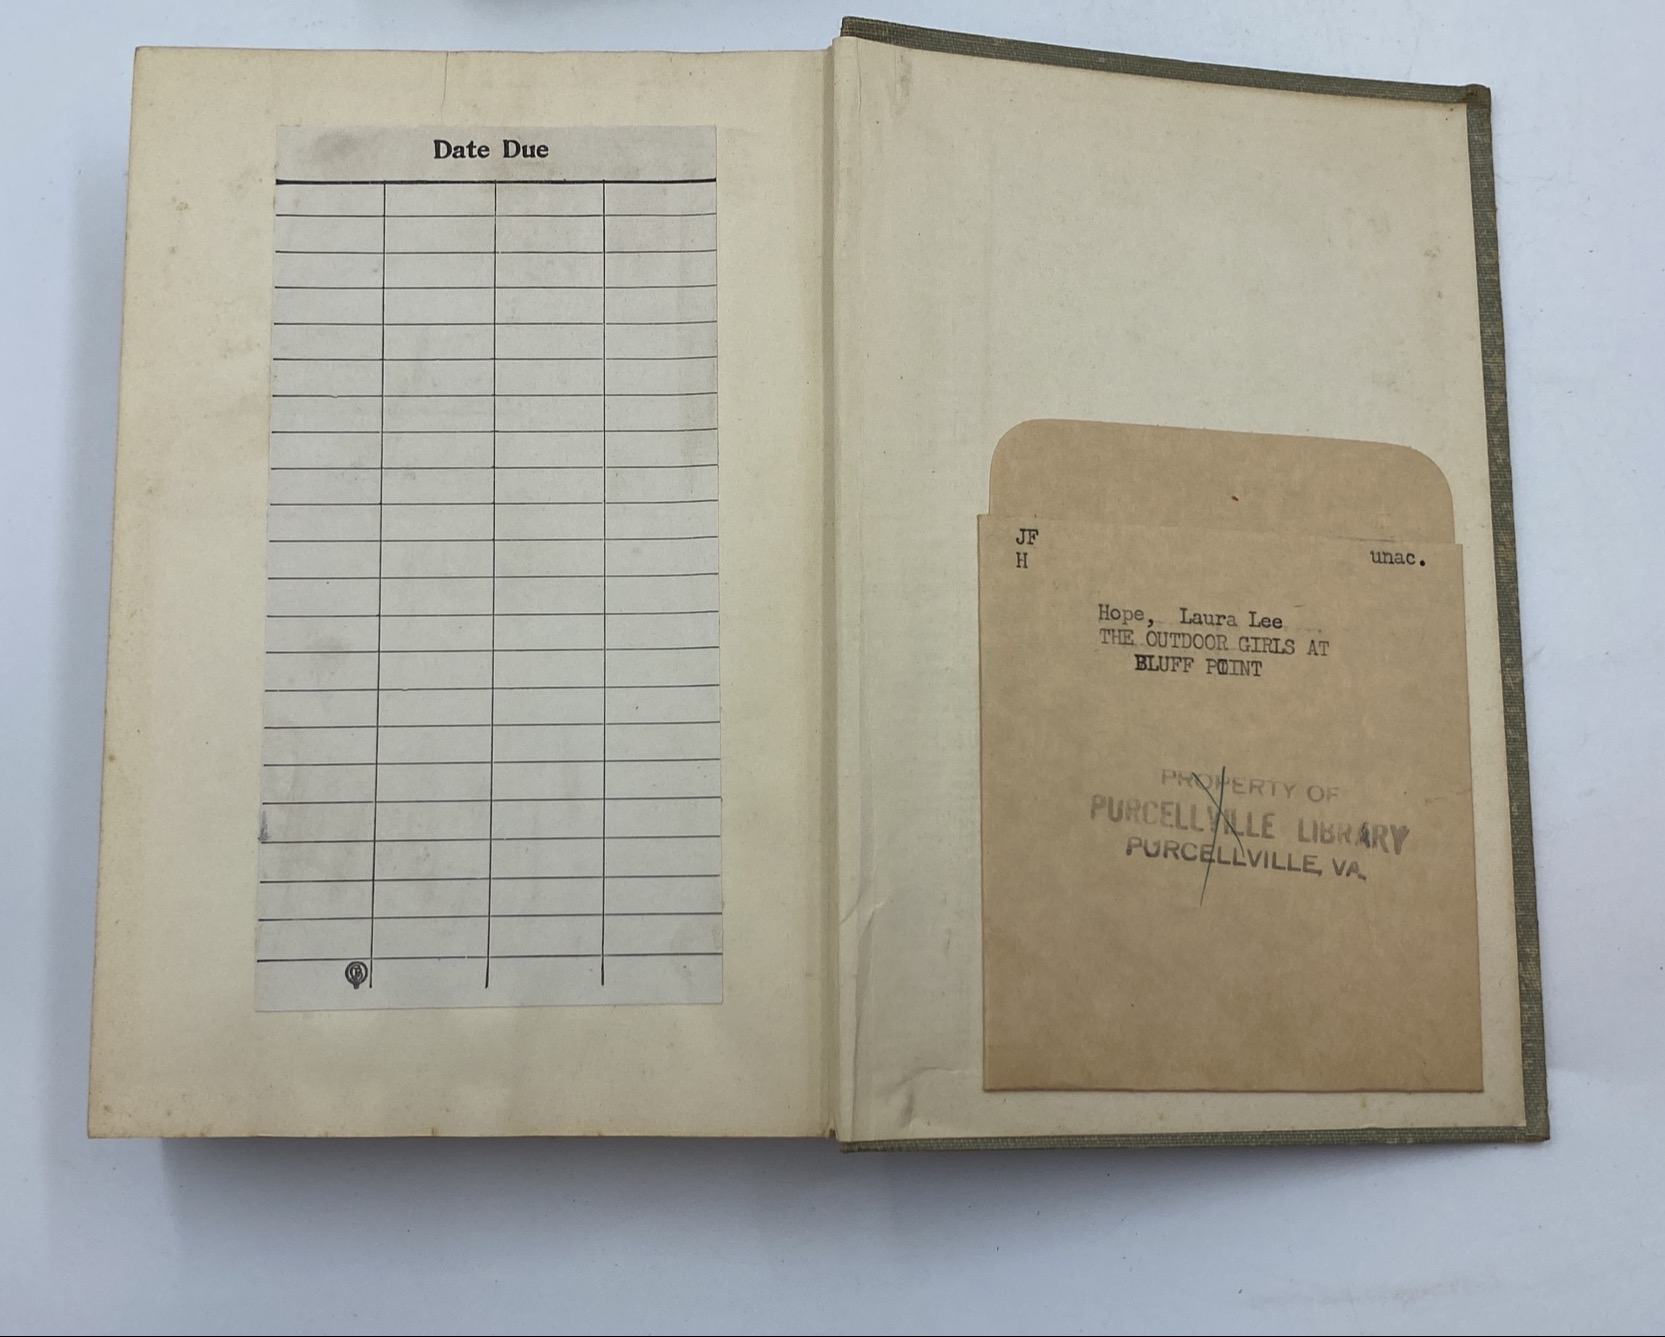 Date Due
JF
H
unac.
Hope, Laura Lee
THE OUTDOOR GIRLS AT
BLUFF POINT
PROPERTY OF
PURCELLVILLE LIBRARY
PURCELLVILLE, VA.